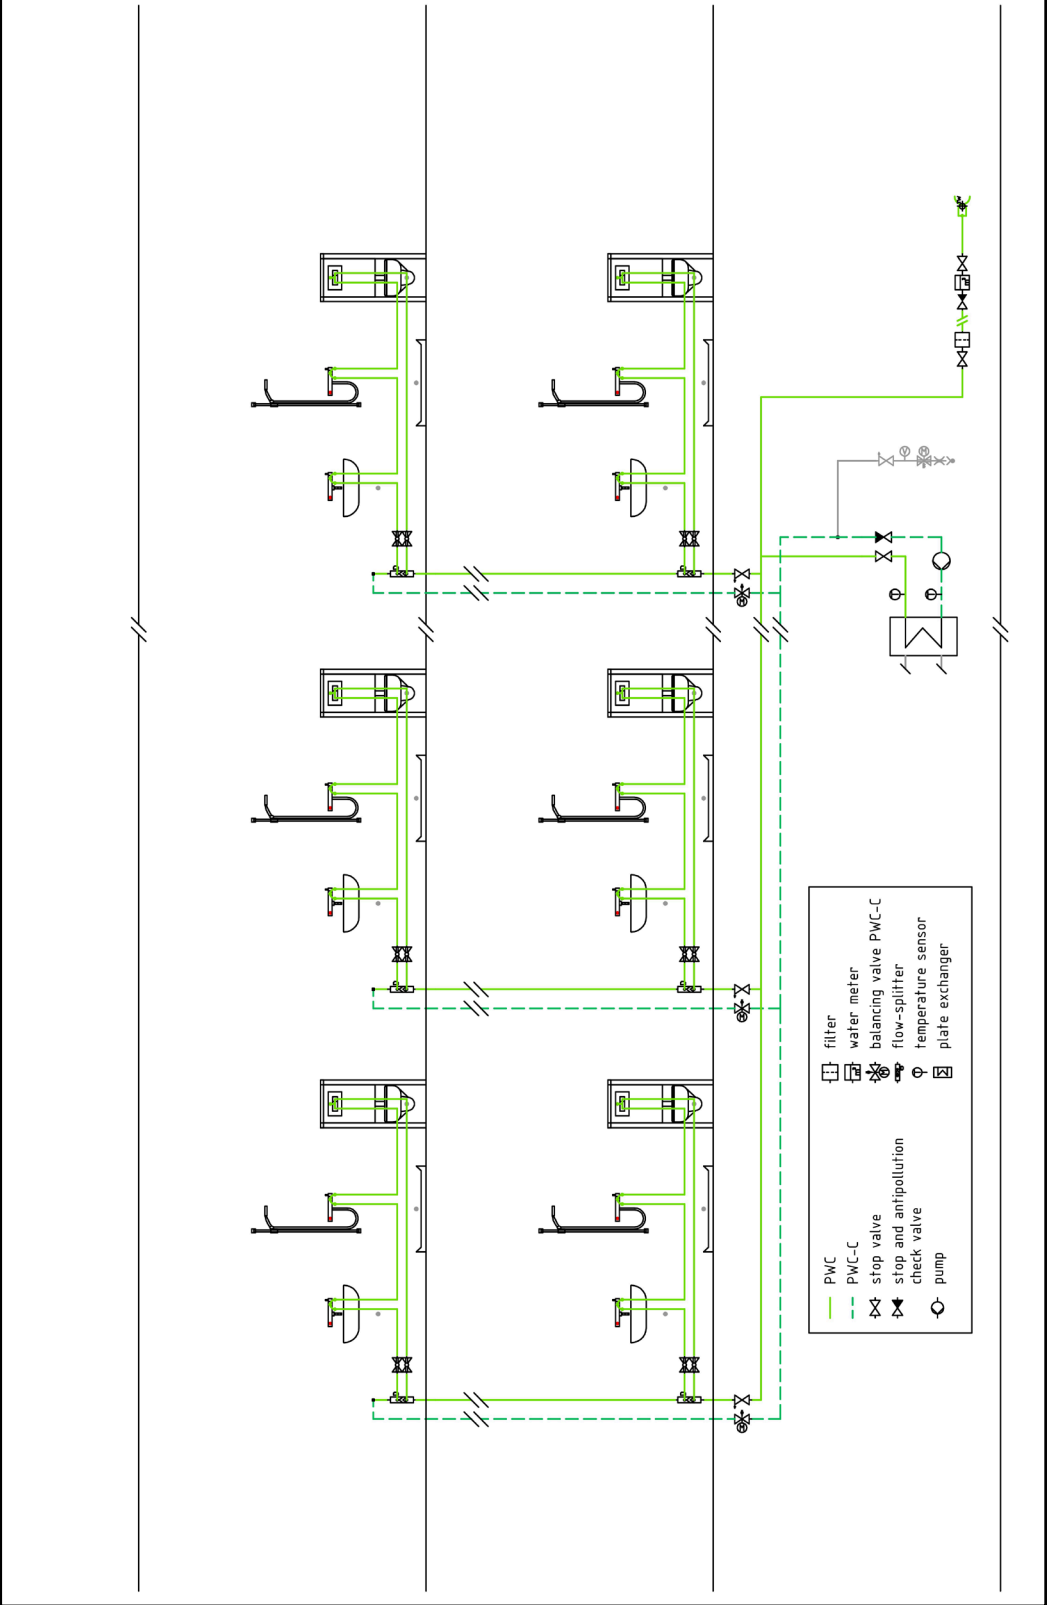 PWC
PWC-C
stop valve
stop and antipollution
check valve
pump
filter
water meter
balancing valve PWC-C
flow-splitter
temperature sensor
plate exchanger